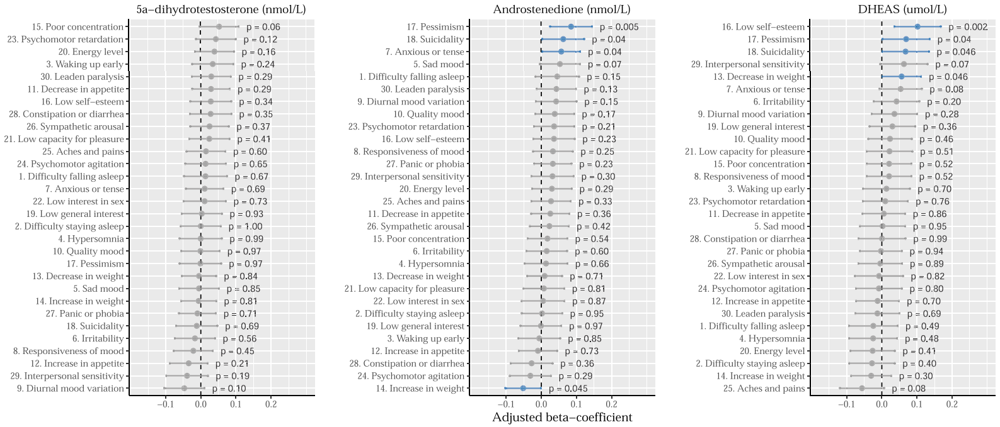 5a–dihydrotestosterone (nmol/L)
15. Poor concentration p = 0.06
23. Psychomotor retardation p = 0.12
20. Energy level p = 0.16
3. Waking up early p = 0.24
30. Leaden paralysis p = 0.29
11. Decrease in appetite p = 0.29
16. Low self–esteem p = 0.34
28. Constipation or diarrhea p = 0.35
26. Sympathetic arousal p = 0.37
21. Low capacity for pleasure p = 0.41
25. Aches and pains p = 0.60
24. Psychomotor agitation p = 0.65
1. Difficulty falling asleep p = 0.67
7. Anxious or tense p = 0.69
22. Low interest in sex p = 0.73
19. Low general interest p = 0.93
2. Difficulty staying asleep p = 1.00
4. Hypersomnia p = 0.99
10. Quality mood p = 0.97
17. Pessimism p = 0.97
13. Decrease in weight p = 0.84
5. Sad mood p = 0.85
14. Increase in weight p = 0.81
27. Panic or phobia p = 0.71
18. Suicidality p = 0.69
6. Irritability p = 0.56
8. Responsiveness of mood p = 0.45
12. Increase in appetite p = 0.21
29. Interpersonal sensitivity p = 0.19
9. Diurnal mood variation p = 0.10
−0.1 0.0 0.1 0.2
Androstenedione (nmol/L)
17. Pessimism p = 0.005
18. Suicidality p = 0.04
7. Anxious or tense p = 0.04
5. Sad mood p = 0.07
1. Difficulty falling asleep p = 0.15
30. Leaden paralysis p = 0.13
9. Diurnal mood variation p = 0.15
10. Quality mood p = 0.17
23. Psychomotor retardation p = 0.21
16. Low self–esteem p = 0.23
8. Responsiveness of mood p = 0.25
27. Panic or phobia p = 0.23
29. Interpersonal sensitivity p = 0.30
20. Energy level p = 0.29
25. Aches and pains p = 0.33
11. Decrease in appetite p = 0.36
26. Sympathetic arousal p = 0.42
15. Poor concentration p = 0.54
6. Irritability p = 0.60
4. Hypersomnia p = 0.66
13. Decrease in weight p = 0.71
21. Low capacity for pleasure p = 0.81
22. Low interest in sex p = 0.87
2. Difficulty staying asleep p = 0.95
19. Low general interest p = 0.97
3. Waking up early p = 0.85
12. Increase in appetite p = 0.73
28. Constipation or diarrhea p = 0.36
24. Psychomotor agitation p = 0.29
14. Increase in weight p = 0.045
−0.1 0.0 0.1 0.2
Adjusted beta–coefficient
DHEAS (umol/L)
16. Low self–esteem p = 0.002
17. Pessimism p = 0.04
18. Suicidality p = 0.046
29. Interpersonal sensitivity p = 0.07
13. Decrease in weight p = 0.046
7. Anxious or tense p = 0.08
6. Irritability p = 0.20
9. Diurnal mood variation p = 0.28
19. Low general interest p = 0.36
10. Quality mood p = 0.46
21. Low capacity for pleasure p = 0.51
15. Poor concentration p = 0.52
8. Responsiveness of mood p = 0.52
3. Waking up early p = 0.70
23. Psychomotor retardation p = 0.76
11. Decrease in appetite p = 0.86
5. Sad mood p = 0.95
28. Constipation or diarrhea p = 0.99
27. Panic or phobia p = 0.94
26. Sympathetic arousal p = 0.89
22. Low interest in sex p = 0.82
24. Psychomotor agitation p = 0.80
12. Increase in appetite p = 0.70
30. Leaden paralysis p = 0.69
1. Difficulty falling asleep p = 0.49
4. Hypersomnia p = 0.48
20. Energy level p = 0.41
2. Difficulty staying asleep p = 0.40
14. Increase in weight p = 0.30
25. Aches and pains p = 0.08
−0.1 0.0 0.1 0.2